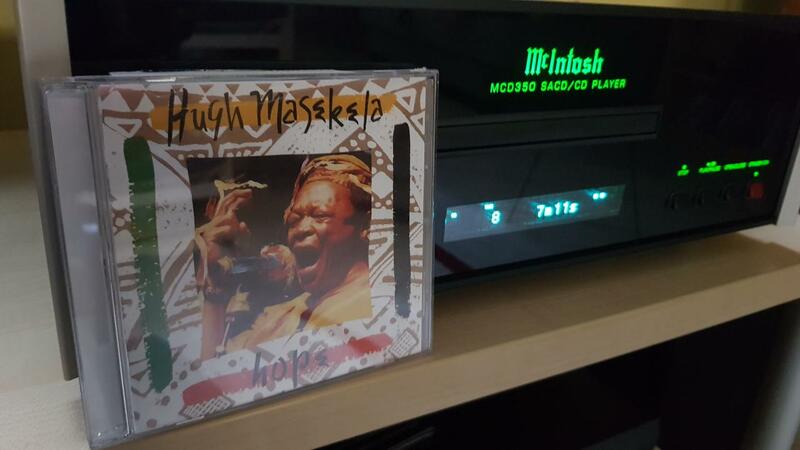 Hugh Masekela
hope
McIntosh
MCD350 SACD/CD PLAYER
8 7m11s